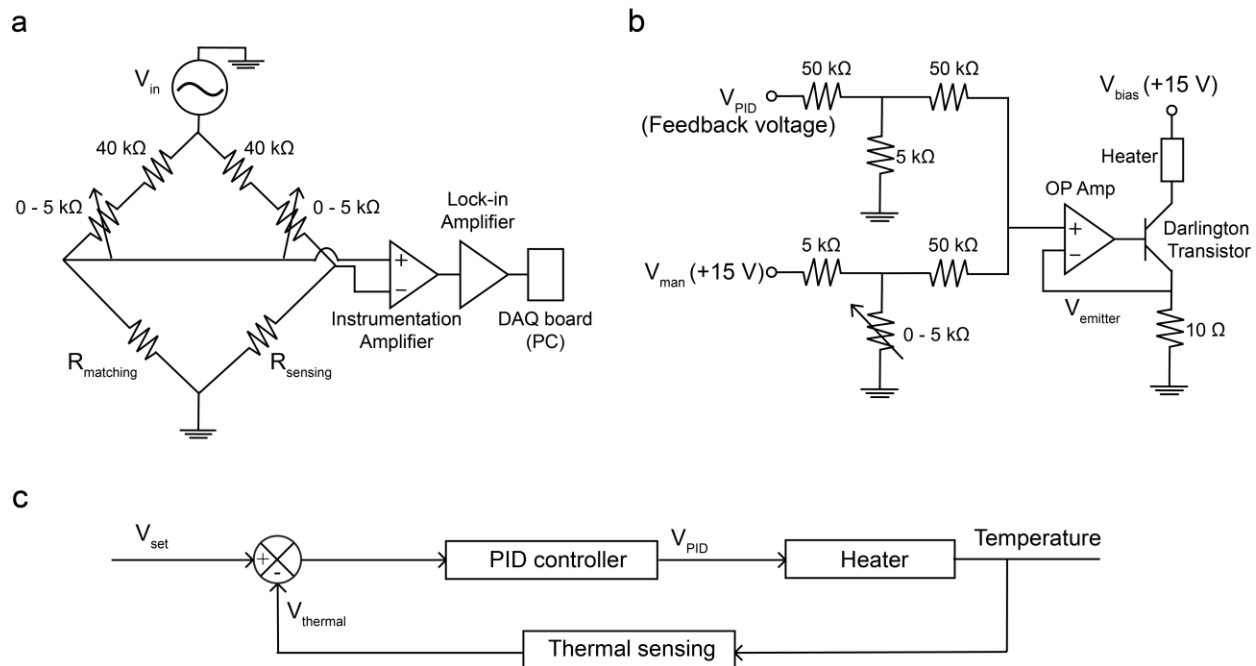 a
V_in
40 kΩ 40 kΩ
0 - 5 kΩ 0 - 5 kΩ
Lock-in
Amplifier
+
−
Instrumentation
Amplifier
DAQ board
(PC)
R_matching R_sensing
b
50 kΩ 50 kΩ
V_PID
(Feedback voltage)
5 kΩ
V_bias (+15 V)
Heater
OP Amp
+
−
Darlington
Transistor
5 kΩ 50 kΩ
V_man (+15 V)
0 - 5 kΩ
V_emitter
10 Ω
c
V_set
+
-
PID controller
V_PID
Heater
Temperature
V_thermal
Thermal sensing